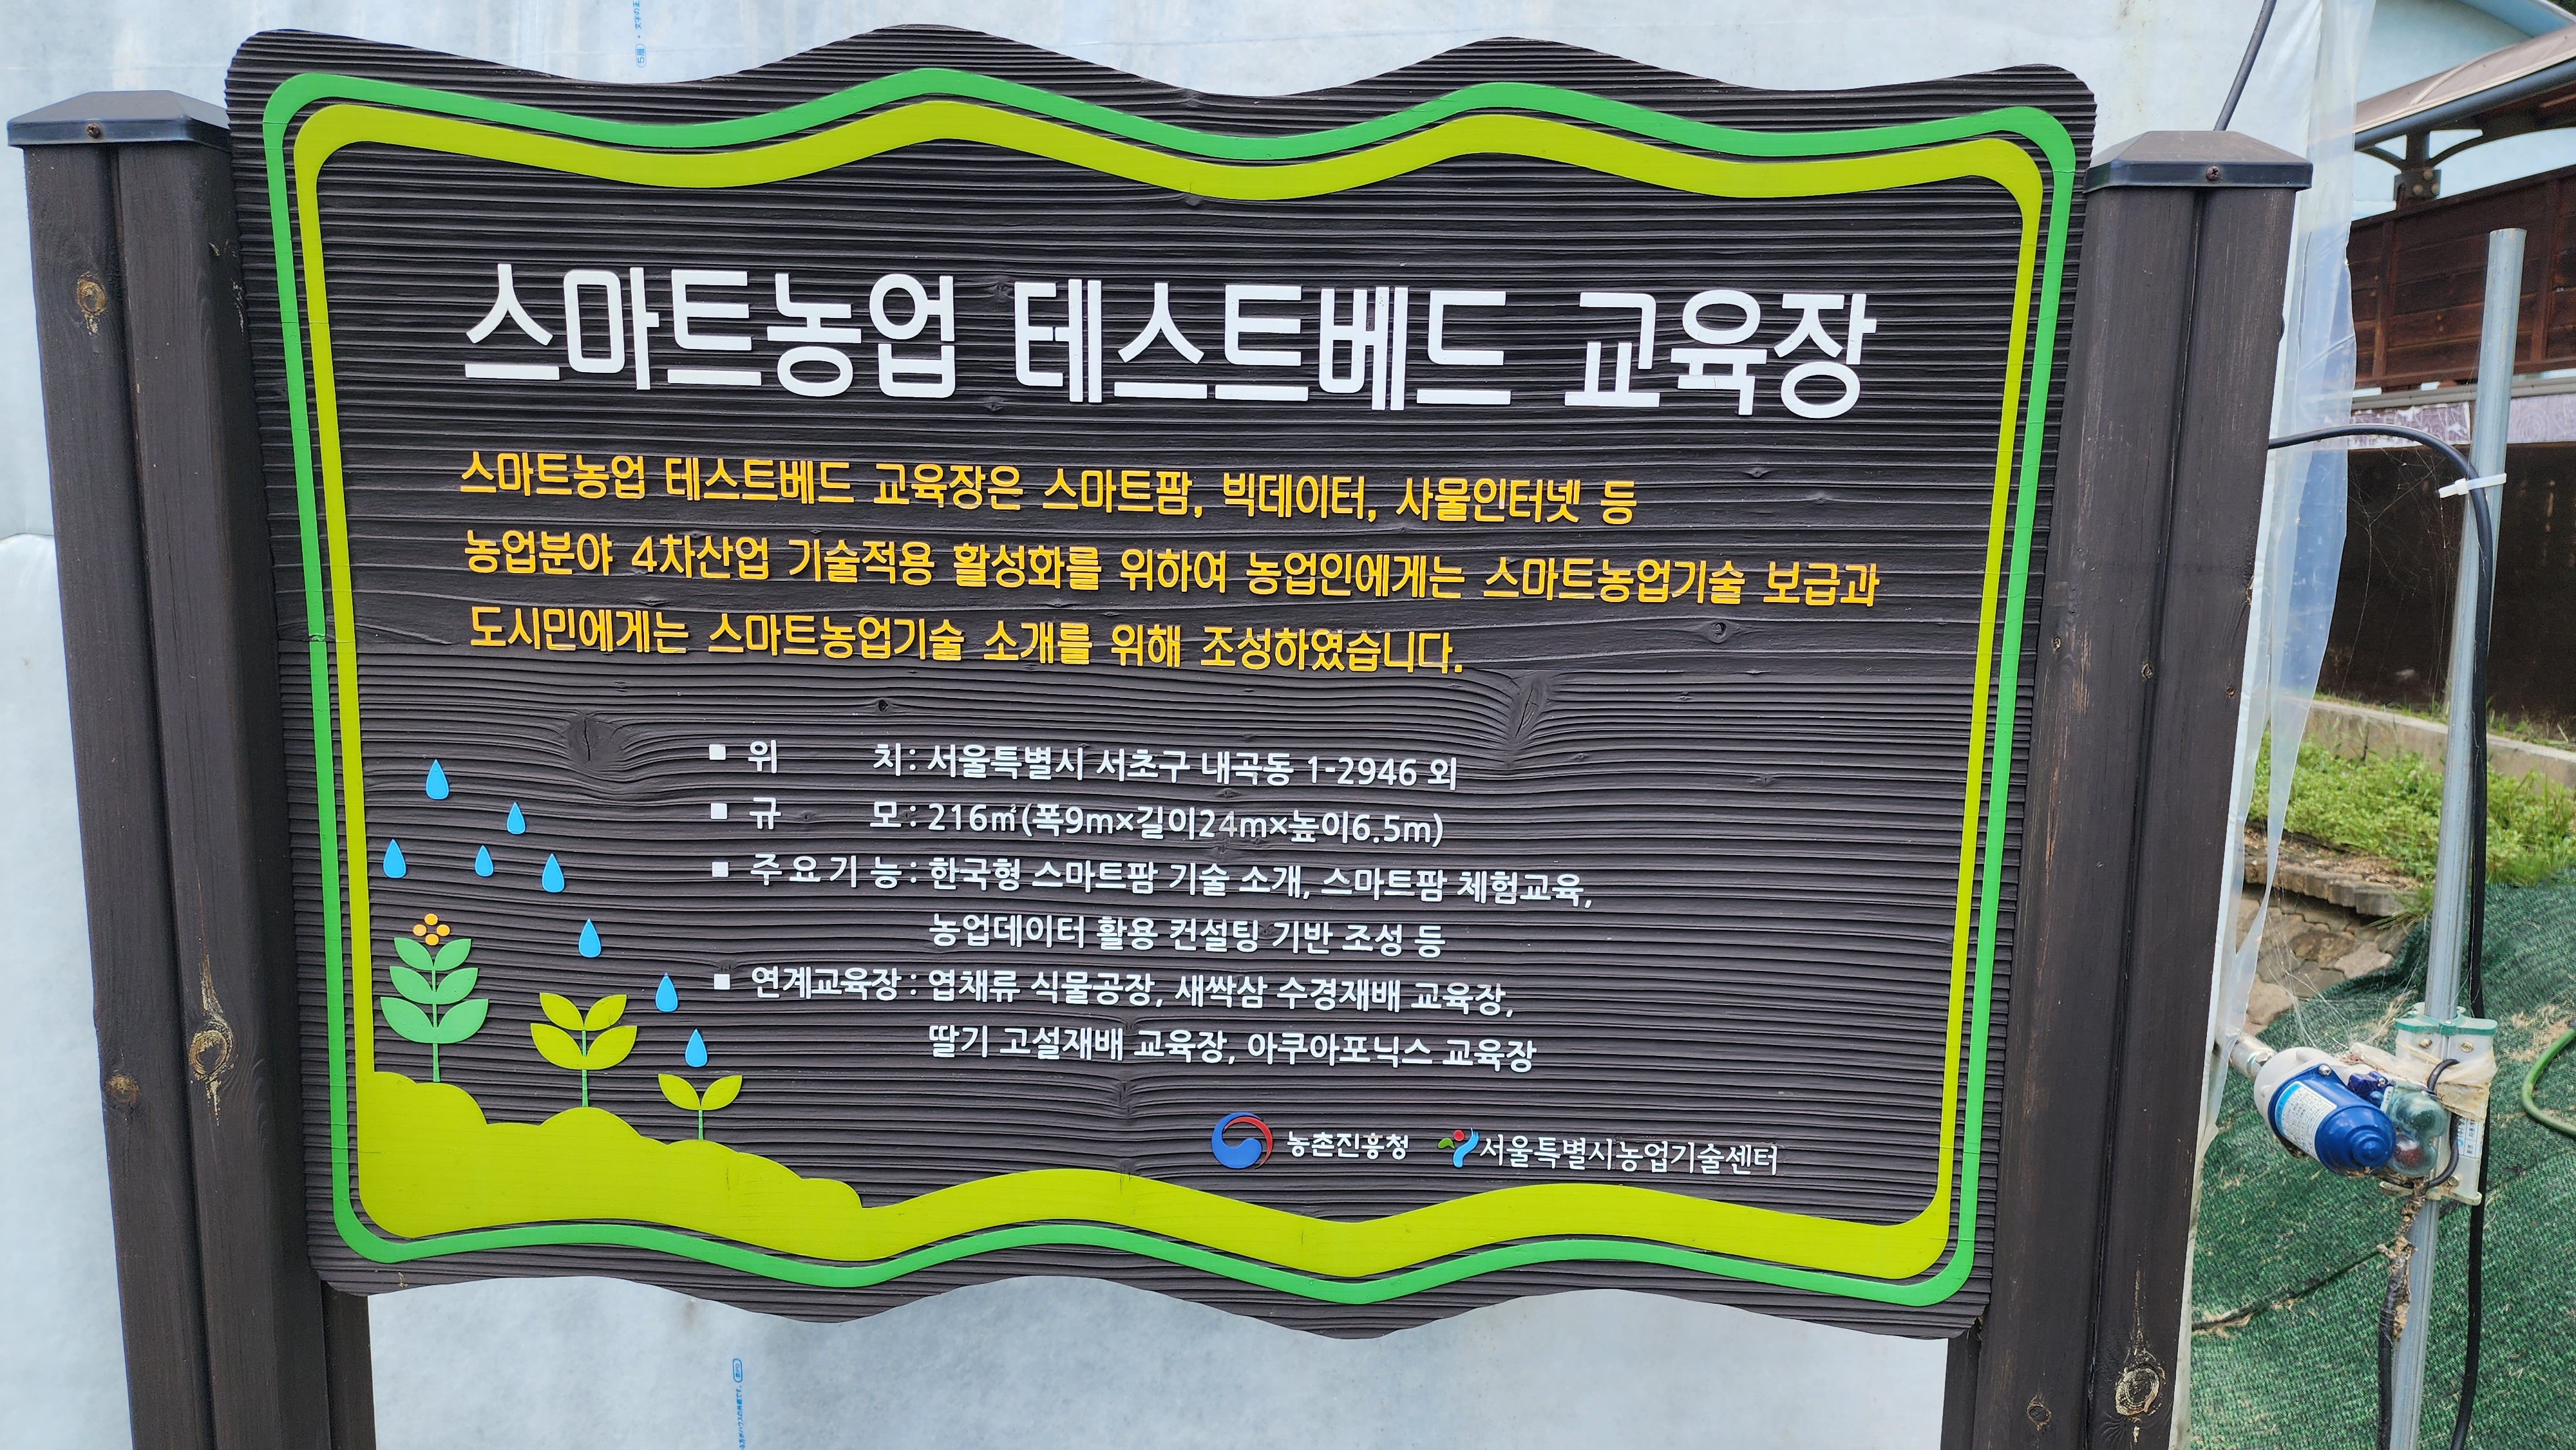 스마트농업 테스트베드 교육장
스마트농업 테스트베드 교육장은 스마트팜, 빅데이터, 사물인터넷 등
농업분야 4차산업 기술적용 활성화를 위하여 농업인에게는 스마트농업기술 보급과
도시민에게는 스마트농업기술 소개를 위해 조성하였습니다.
■ 위 치 : 서울특별시 서초구 내곡동 1-2946 외
■ 규 모 : 216㎡(폭9m×길이24m×높이6.5m)
■ 주요기능 : 한국형 스마트팜 기술 소개, 스마트팜 체험교육,
농업데이터 활용 컨설팅 기반 조성 등
■ 연계교육장 : 엽채류 식물공장, 새싹삼 수경재배 교육장,
딸기 고설재배 교육장, 아쿠아포닉스 교육장
농촌진흥청 서울특별시농업기술센터